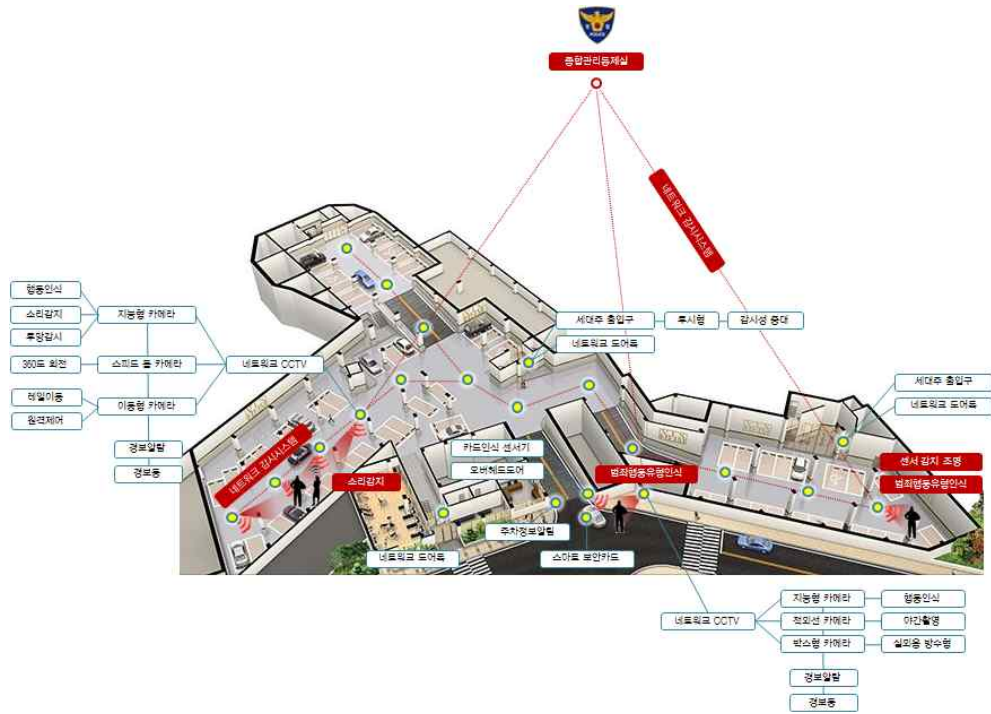 종합관리통제실
네트워크 감시시스템
행동인식
소리감지
투망감시
지능형 카메라
360도 회전
스피드 돔 카메라
네트워크 CCTV
레일이동
원격제어
이동형 카메라
경보알람
경보등
세대주 출입구
투시형
감시성 증대
네트워크 도어록
세대주 출입구
네트워크 도어록
카드인식 센서기
오버헤드도어
네트워크 감시시스템
소리감지
범죄행동유형인식
센서 감지 조명
범죄행동유형인식
주차정보알림
네트워크 도어록
스마트 보안카드
네트워크 CCTV
지능형 카메라
행동인식
적외선 카메라
야간촬영
박스형 카메라
실외용 방수형
경보알람
경보등